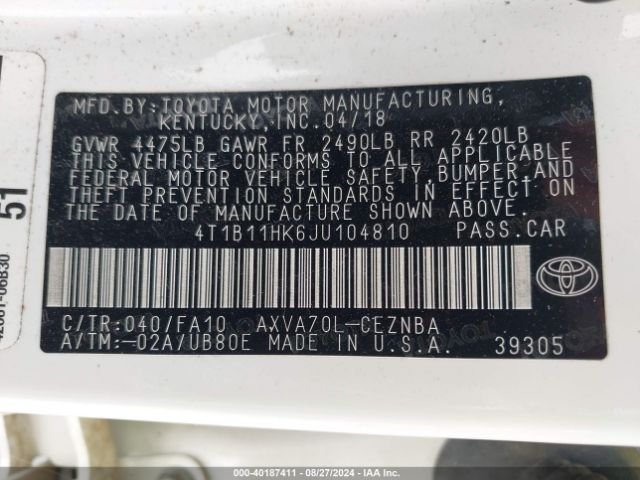 MFD.BY:TOYOTA MOTOR MANUFACTURING,
KENTUCKY, INC. 04/18
GVWR 4475LB GAWR FR 2490LB RR 2420LB
THIS VEHICLE CONFORMS TO ALL APPLICABLE
FEDERAL MOTOR VEHICLE SAFETY, BUMPER, AND
THEFT PREVENTION STANDARDS IN EFFECT ON
THE DATE OF MANUFACTURE SHOWN ABOVE.
4T1B11HK6JU104810 PASS.CAR
C/TR:040/FA10 AXVA70L-CEZNBA
A/TM:-02A/UB80E MADE IN U.S.A. 39305
TOYOTA
51
000-40187411 - 08/27/2024 - IAA Inc.